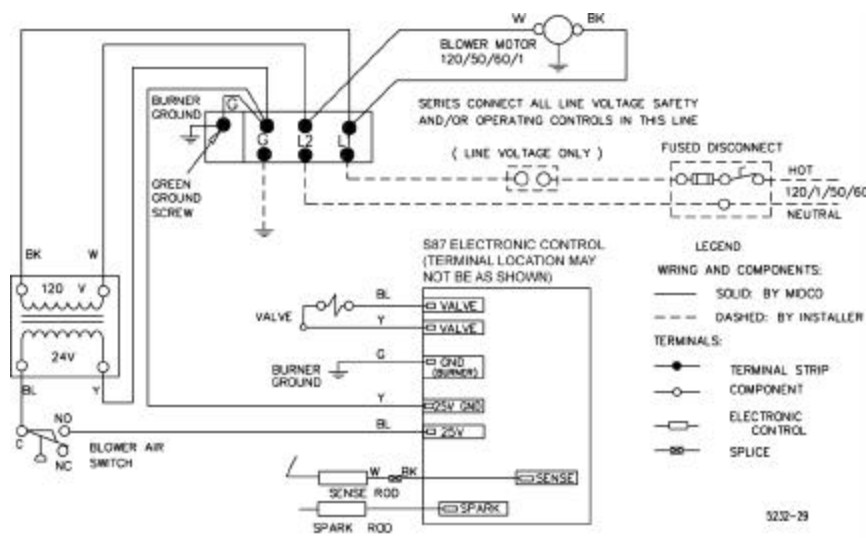 W
BK
BLOWER MOTOR
120/50/60/1
BURNER
GROUND
G
SERIES CONNECT ALL LINE VOLTAGE SAFETY
AND/OR OPERATING CONTROLS IN THIS LINE
G
L2
L1
( LINE VOLTAGE ONLY )
FUSED DISCONNECT
HOT
120/1/50/60
NEUTRAL
GREEN
GROUND
SCREW
S87 ELECTRONIC CONTROL
(TERMINAL LOCATION MAY
NOT BE AS SHOWN)
LEGEND
WIRING AND COMPONENTS:
SOLID: BY MIDCO
DASHED: BY INSTALLER
TERMINALS:
TERMINAL STRIP
COMPONENT
ELECTRONIC
CONTROL
SPLICE
BK
W
120 V
24V
BL
Y
VALVE
BL
VALVE
Y
VALVE
BURNER
GROUND
G
GND
(BURNER)
Y
25V GND
BL
25V
C
NO
NC
BLOWER AIR
SWITCH
W
BK
SENSE
SENSE ROD
SPARK
SPARK ROD
5232-29